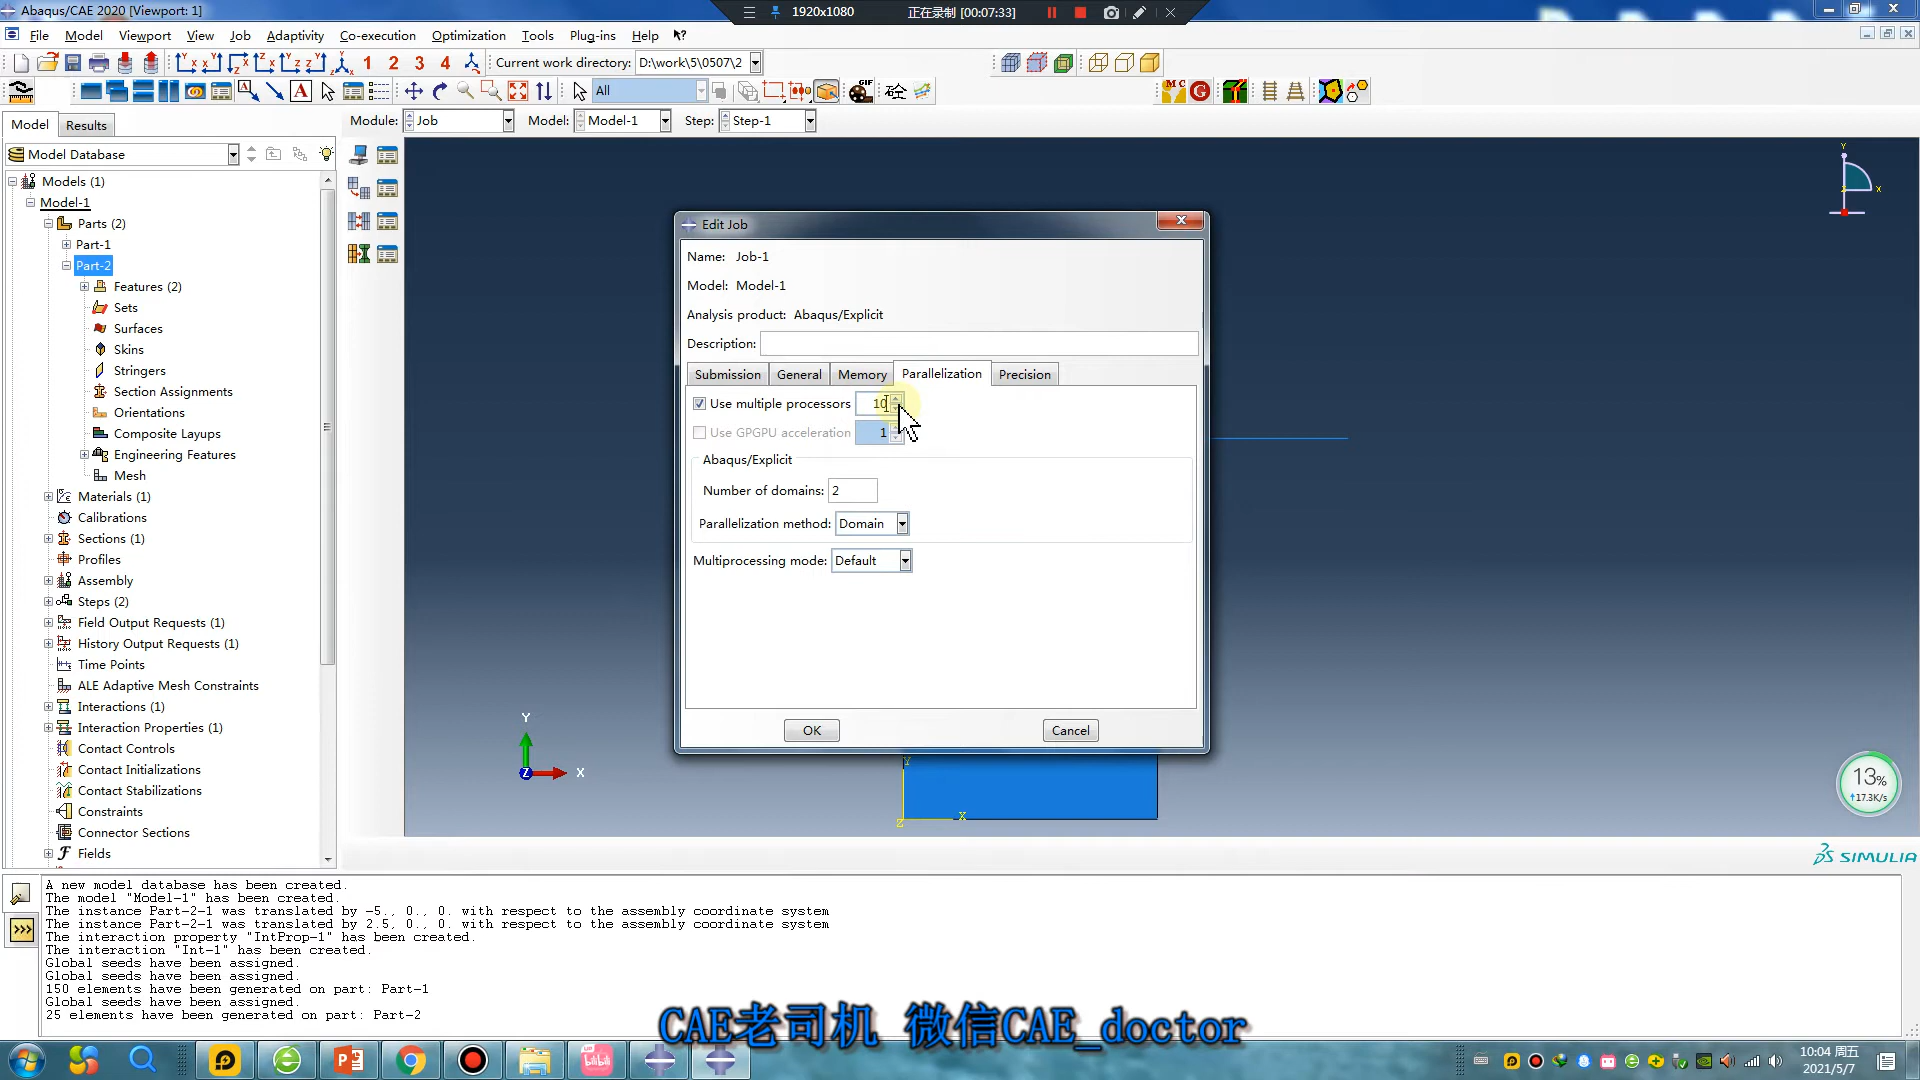 Abaqus/CAE 2020 [Viewport: 1]
1920x1080
正在录制 [00:07:33]
File Model Viewport View Job Adaptivity Co-execution Optimization Tools Plug-ins Help
1 2 3 4
Current work directory: D:\work\5\0507\2
All
GIF
砼
M C
G
Model Results
Module: Job
Model: Model-1
Step: Step-1
Model Database
Models (1)
Model-1
Parts (2)
Part-1
Part-2
Features (2)
Sets
Surfaces
Skins
Stringers
Section Assignments
Orientations
Composite Layups
Engineering Features
Mesh
Materials (1)
Calibrations
Sections (1)
Profiles
Assembly
Steps (2)
Field Output Requests (1)
History Output Requests (1)
Time Points
ALE Adaptive Mesh Constraints
Interactions (1)
Interaction Properties (1)
Contact Controls
Contact Initializations
Contact Stabilizations
Constraints
Connector Sections
Fields
Y
X
Edit Job
Name: Job-1
Model: Model-1
Analysis product: Abaqus/Explicit
Description:
Submission General Memory Parallelization Precision
Use multiple processors 10
Use GPGPU acceleration 1
Abaqus/Explicit
Number of domains: 2
Parallelization method: Domain
Multiprocessing mode: Default
OK Cancel
Y
Z X
Y
Z X
13%
↑17.3K/s
SIMULIA
A new model database has been created.
The model "Model-1" has been created.
The instance Part-2-1 was translated by -5., 0., 0. with respect to the assembly coordinate system
The instance Part-2-1 was translated by 2.5, 0., 0. with respect to the assembly coordinate system
The interaction property "IntProp-1" has been created.
The interaction "Int-1" has been created.
Global seeds have been assigned.
Global seeds have been assigned.
150 elements have been generated on part: Part-1
Global seeds have been assigned.
25 elements have been generated on part: Part-2
CAE老司机 微信CAE_doctor
10:04 周五
2021/5/7